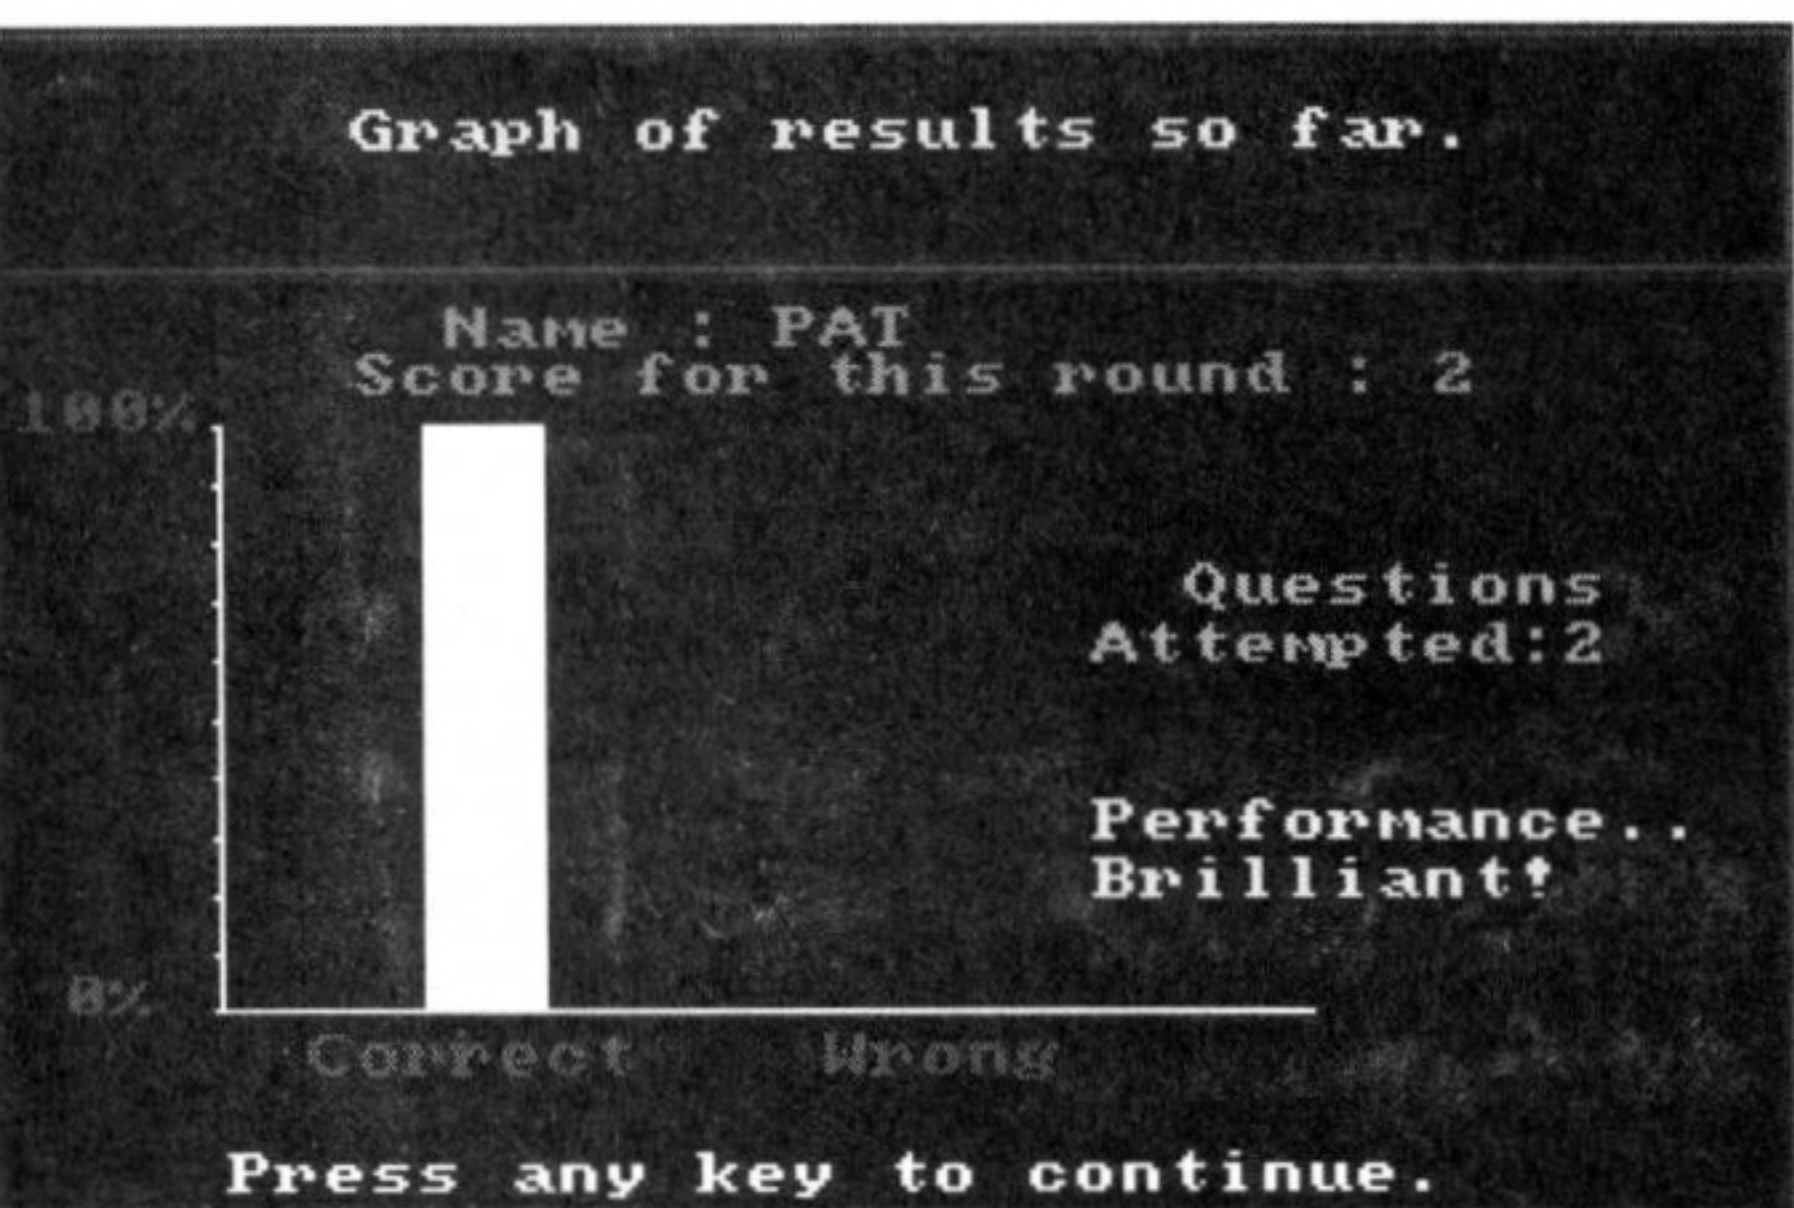 Graph of results so far.
Name : PAT
Score for this round : 2
100%
Questions
Attempted:2
Performance..
Brilliant!
0%
Correct Wrong
Press any key to continue.